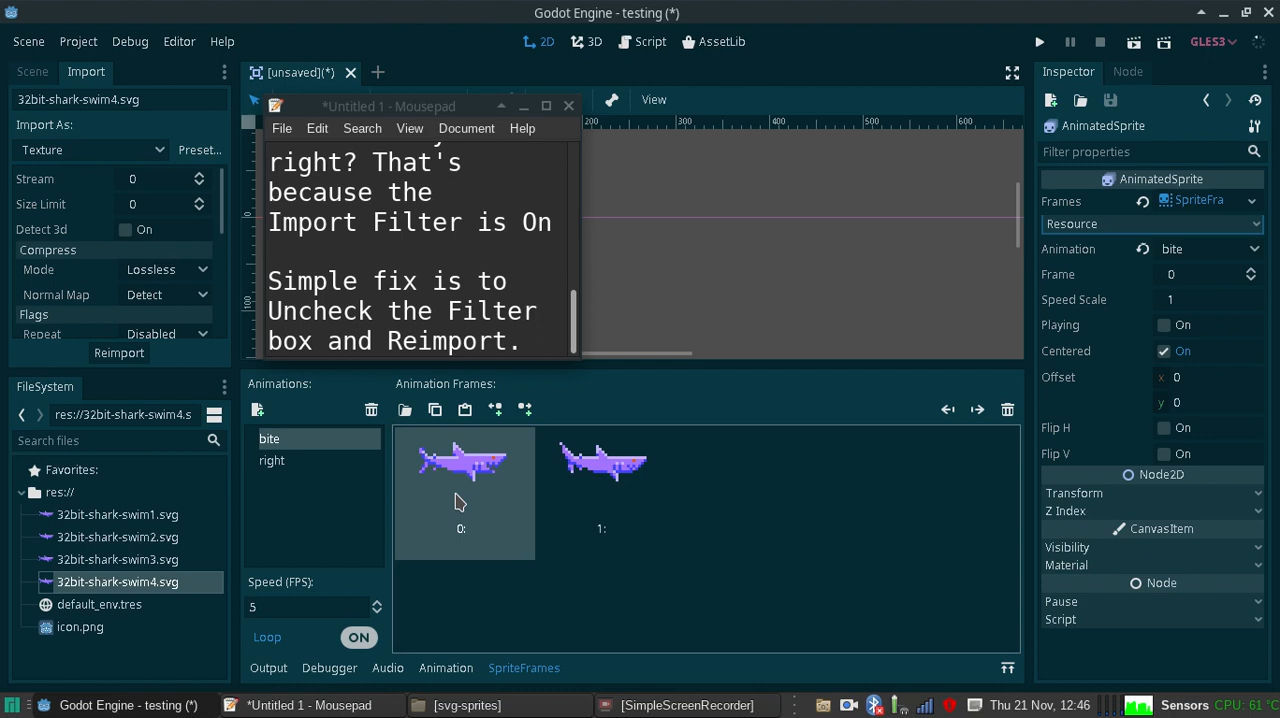 Godot Engine - testing (*)
Scene Project Debug Editor Help
2D 3D Script AssetLib
GLES3
Scene Import
32bit-shark-swim4.svg
Import As:
Texture Preset...
Stream 0
Size Limit 0
Detect 3d On
Compress
Mode Lossless
Normal Map Detect
Flags
Repeat Disabled
Reimport
FileSystem
res://32bit-shark-swim4.s
Search files
Favorites:
res://
32bit-shark-swim1.svg
32bit-shark-swim2.svg
32bit-shark-swim3.svg
32bit-shark-swim4.svg
default_env.tres
icon.png
[unsaved](*)
View
200 300 400 500 600
0
100
*Untitled 1 - Mousepad
File Edit Search View Document Help
right? That's
because the
Import Filter is On
Simple fix is to
Uncheck the Filter
box and Reimport.
Animations:
bite
right
Speed (FPS):
5
Loop ON
Animation Frames:
0: 1:
Output Debugger Audio Animation SpriteFrames
Inspector Node
AnimatedSprite
Filter properties
AnimatedSprite
Frames SpriteFra
Resource
Animation bite
Frame 0
Speed Scale 1
Playing On
Centered On
Offset x 0
y 0
Flip H On
Flip V On
Node2D
Transform
Z Index
CanvasItem
Visibility
Material
Node
Pause
Script
Godot Engine - testing (*) *Untitled 1 - Mousepad [svg-sprites] [SimpleScreenRecorder] Thu 21 Nov, 12:46 Sensors CPU: 61 °C